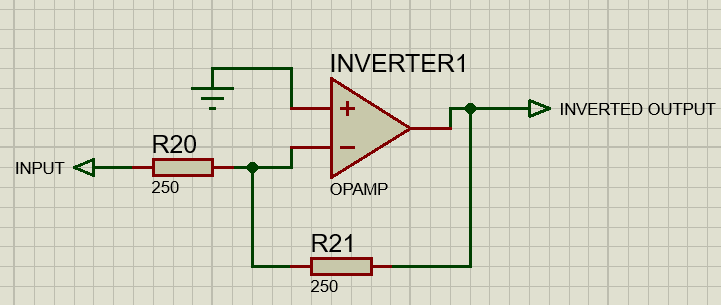 INVERTER1
+
INVERTED OUTPUT
R20
−
INPUT
250
OPAMP
R21
250